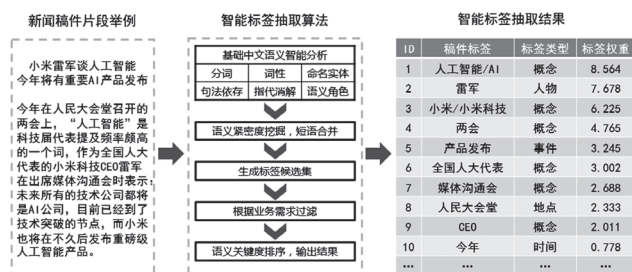 新闻稿件片段举例
小米雷军谈人工智能
今年将有重要AI产品发布
今年在人民大会堂召开的
两会上，“人工智能”是
科技届代表提及频率颇高
的一个词，作为全国人大
代表的小米科技CEO雷军
在出席媒体沟通会时表示：
未来所有的技术公司都将
是AI公司，目前已经到了
技术突破的节点，而小米
也将在不久后发布重磅级
人工智能产品。
智能标签抽取算法
基础中文语义智能分析
分词 词性 命名实体
句法依存 指代消解 语义角色
语义紧密度挖掘，短语合并
生成标签候选集
根据业务需求过滤
语义关键度排序，输出结果
智能标签抽取结果
ID 稿件标签 标签类型 标签权重
1 人工智能/AI 概念 8.564
2 雷军 人物 7.678
3 小米/小米科技 概念 6.225
4 两会 概念 4.765
5 产品发布 事件 3.245
6 全国人大代表 概念 3.002
7 媒体沟通会 概念 2.688
8 人民大会堂 地点 2.333
9 CEO 概念 2.011
10 今年 时间 0.778
… … … …